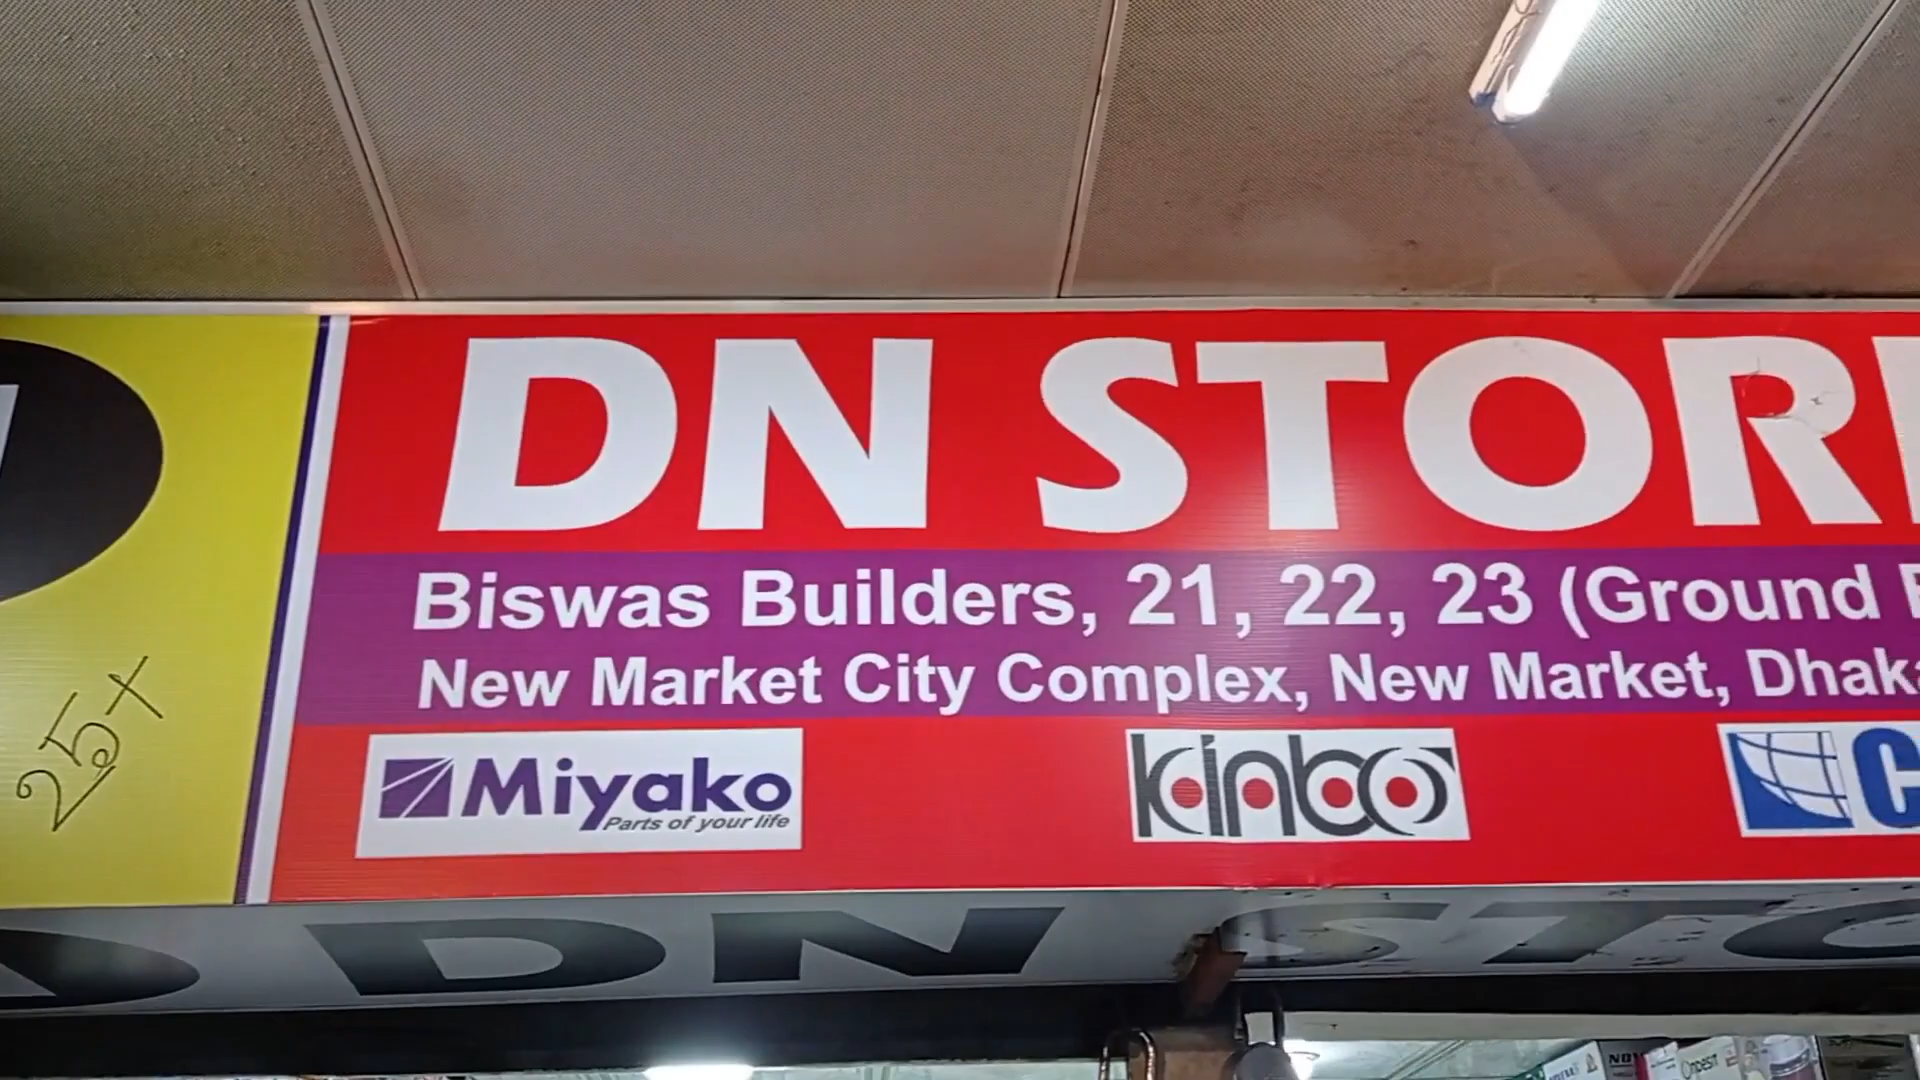 DN STOR
Biswas Builders, 21, 22, 23 (Ground
New Market City Complex, New Market, Dhaka
Miyako
Parts of your life
kinbo
C
25+
DN STO